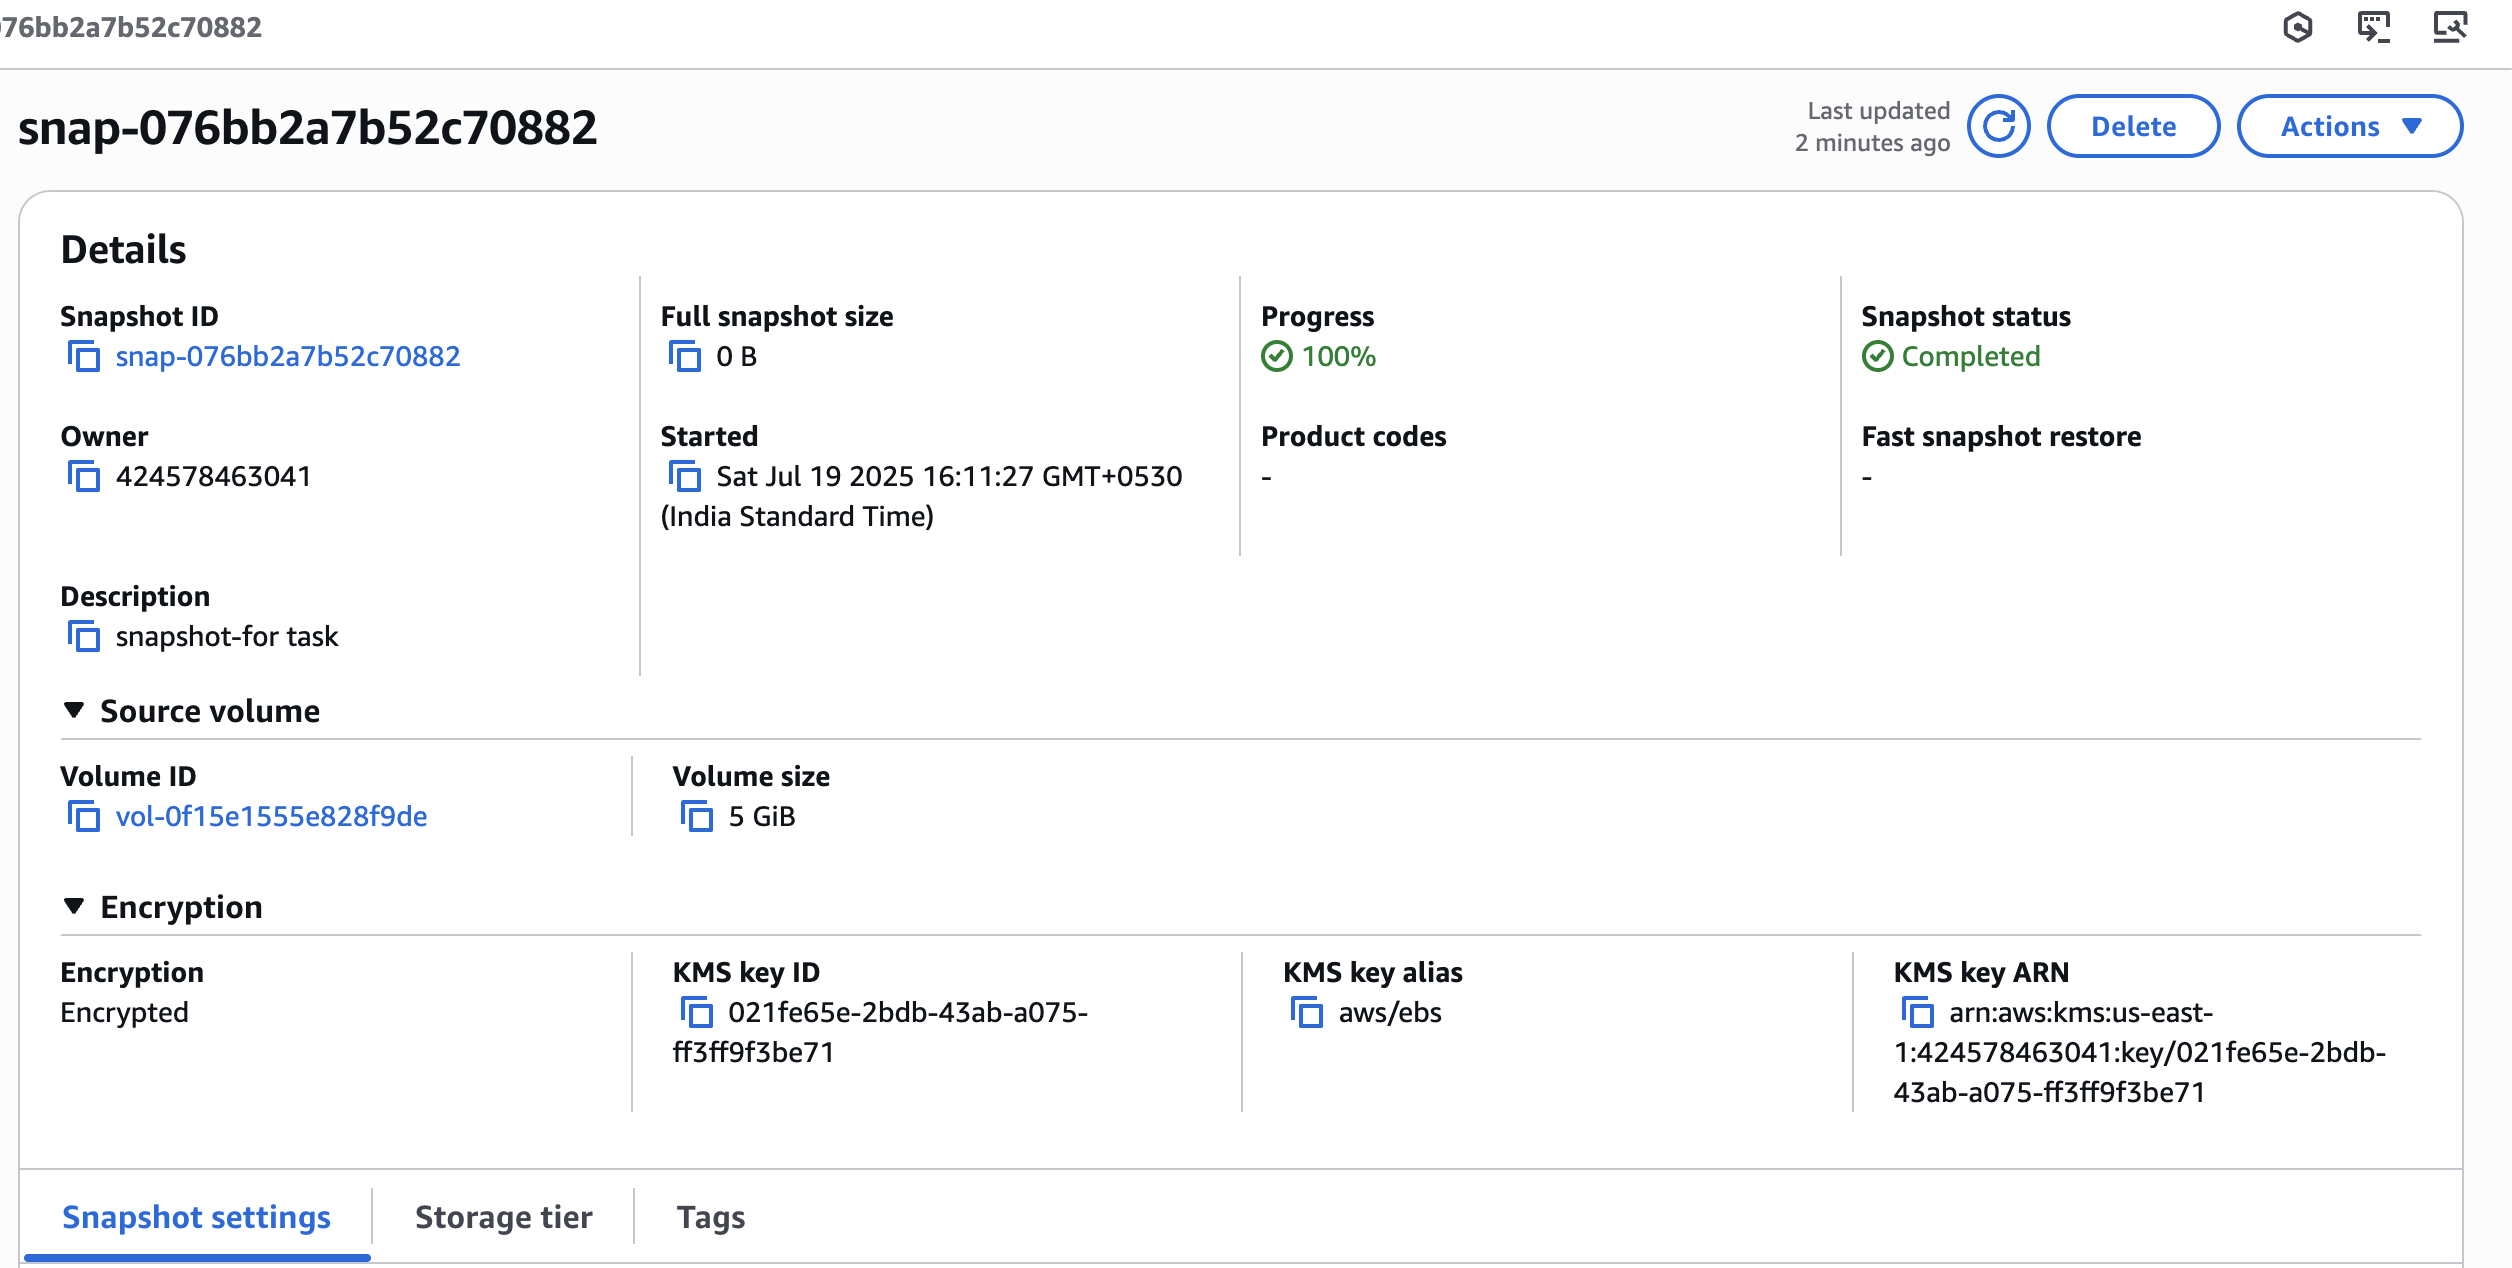 76bb2a7b52c70882
snap-076bb2a7b52c70882
Last updated
2 minutes ago
Delete
Actions
Details
Snapshot ID
snap-076bb2a7b52c70882
Full snapshot size
0 B
Progress
100%
Snapshot status
Completed
Owner
424578463041
Started
Sat Jul 19 2025 16:11:27 GMT+0530
(India Standard Time)
Product codes
-
Fast snapshot restore
-
Description
snapshot-for task
Source volume
Volume ID
vol-0f15e1555e828f9de
Volume size
5 GiB
Encryption
Encryption
Encrypted
KMS key ID
021fe65e-2bdb-43ab-a075-
ff3ff9f3be71
KMS key alias
aws/ebs
KMS key ARN
arn:aws:kms:us-east-
1:424578463041:key/021fe65e-2bdb-
43ab-a075-ff3ff9f3be71
Snapshot settings
Storage tier
Tags